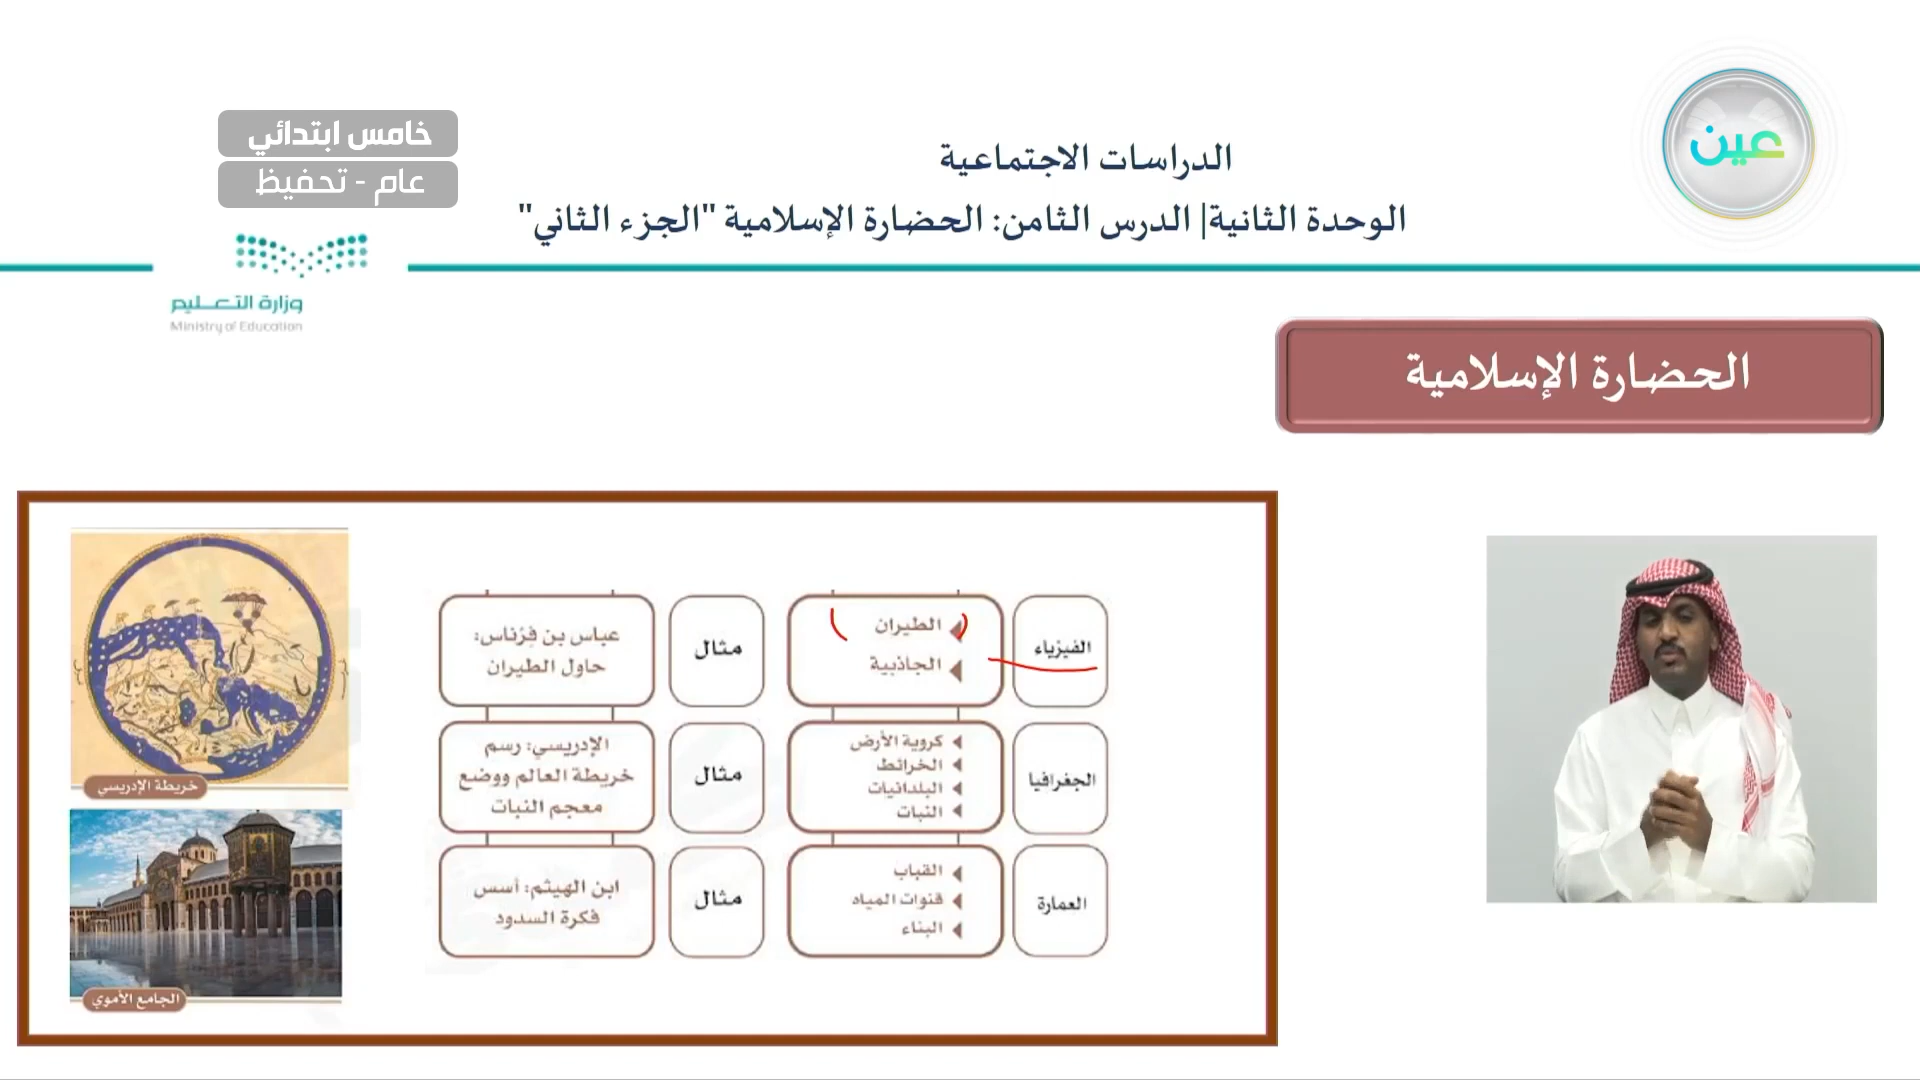 عين
خامس ابتدائي
عام - تحفيظ
الدراسات الاجتماعية
الوحدة الثانية| الدرس الثامن: الحضارة الإسلامية "الجزء الثاني"
وزارة التعليم
Ministry of Education
الحضارة الإسلامية
الفيزياء
الطيران
الجاذبية
مثال
عباس بن فرناس:
حاول الطيران
الجغرافيا
كروية الأرض
الخرائط
البلدانيات
النبات
مثال
الإدريسي: رسم
خريطة العالم ووضع
معجم النبات
العمارة
القباب
قنوات المياه
البناء
مثال
ابن الهيثم: أسس
فكرة السدود
خريطة الإدريسي
الجامع الأموي